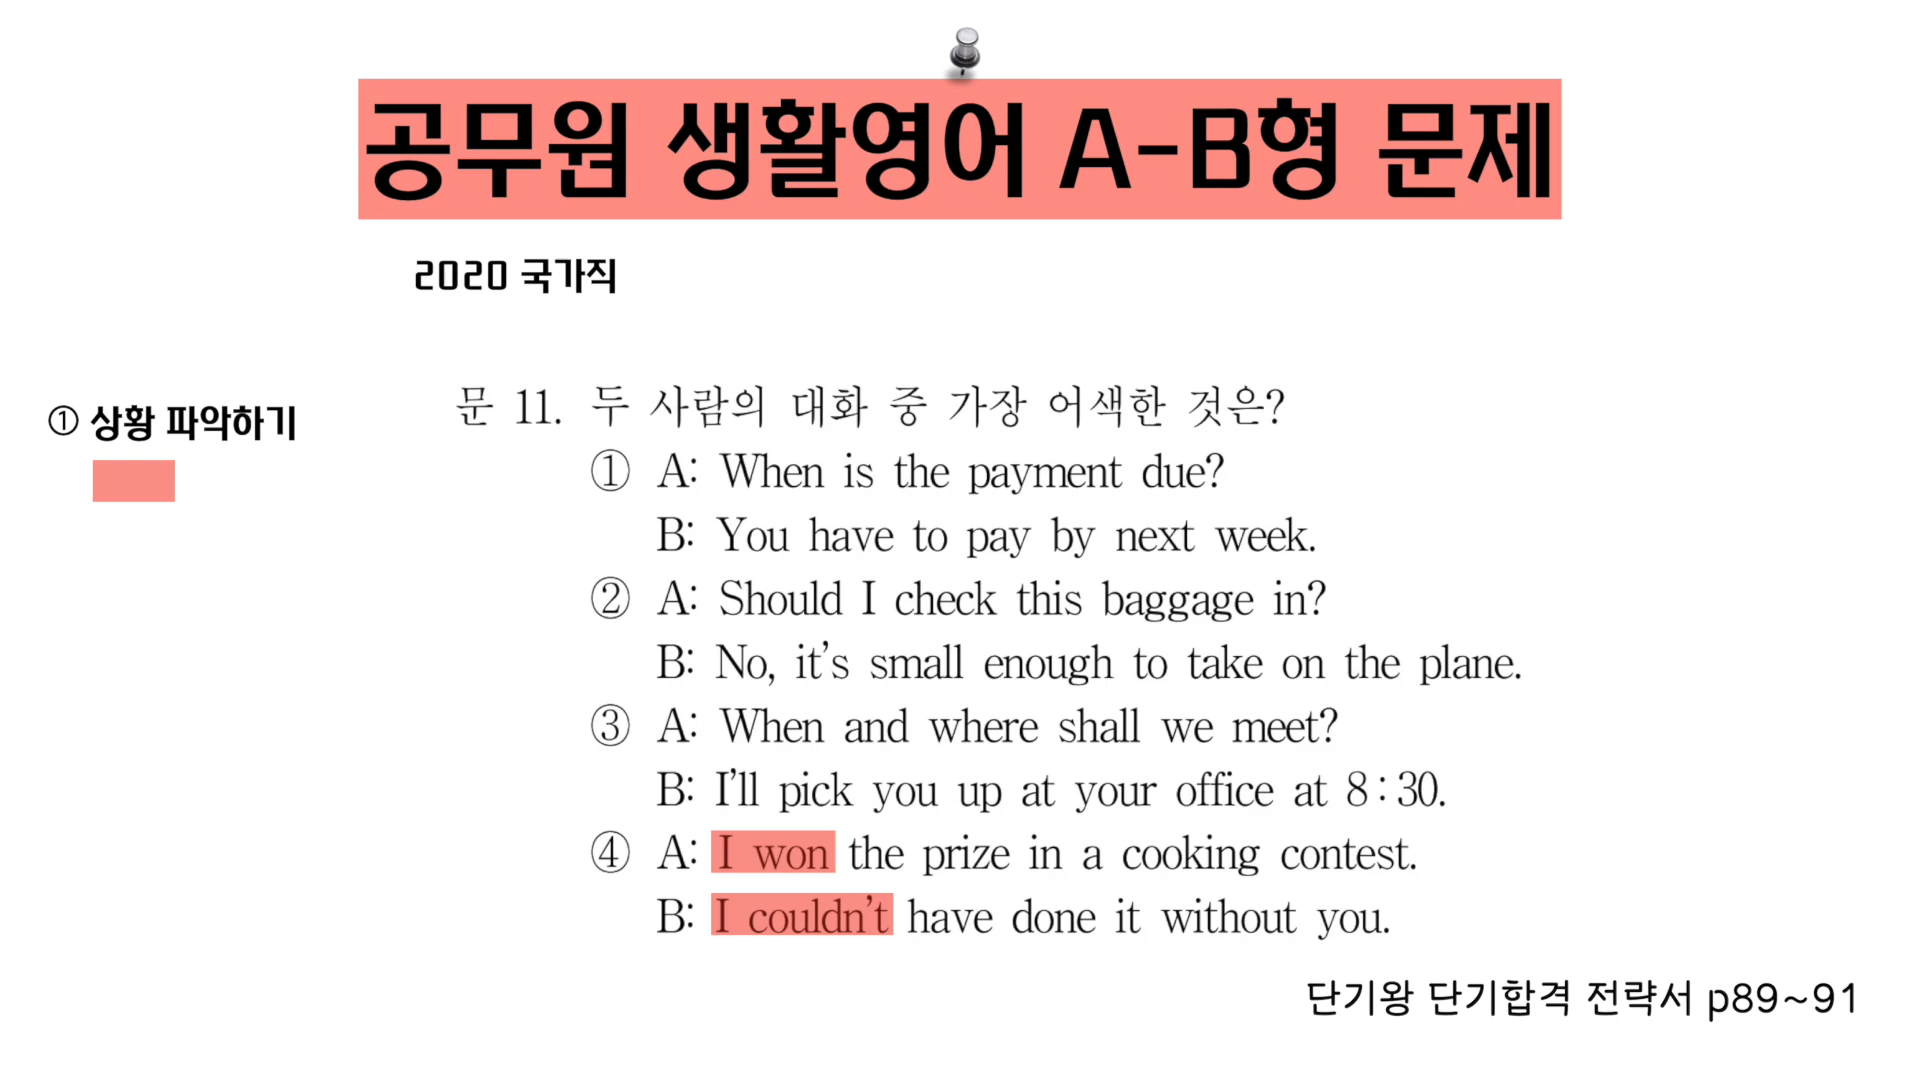 공무원 생활영어 A-B형 문제
2020 국가직
① 상황 파악하기
문 11. 두 사람의 대화 중 가장 어색한 것은?
① A: When is the payment due?
B: You have to pay by next week.
② A: Should I check this baggage in?
B: No, it's small enough to take on the plane.
③ A: When and where shall we meet?
B: I'll pick you up at your office at 8:30.
④ A: I won the prize in a cooking contest.
B: I couldn't have done it without you.
단기왕 단기합격 전략서 p89~91